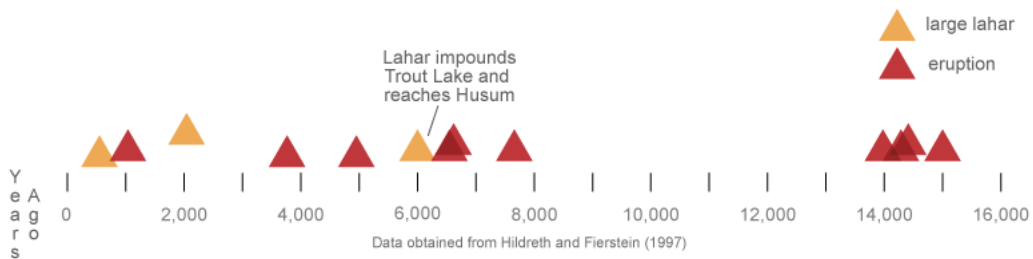 large lahar
eruption
Lahar impounds
Trout Lake and
reaches Husum
Years
Ago
0 2,000 4,000 6,000 8,000 10,000 12,000 14,000 16,000
Data obtained from Hildreth and Fierstein (1997)